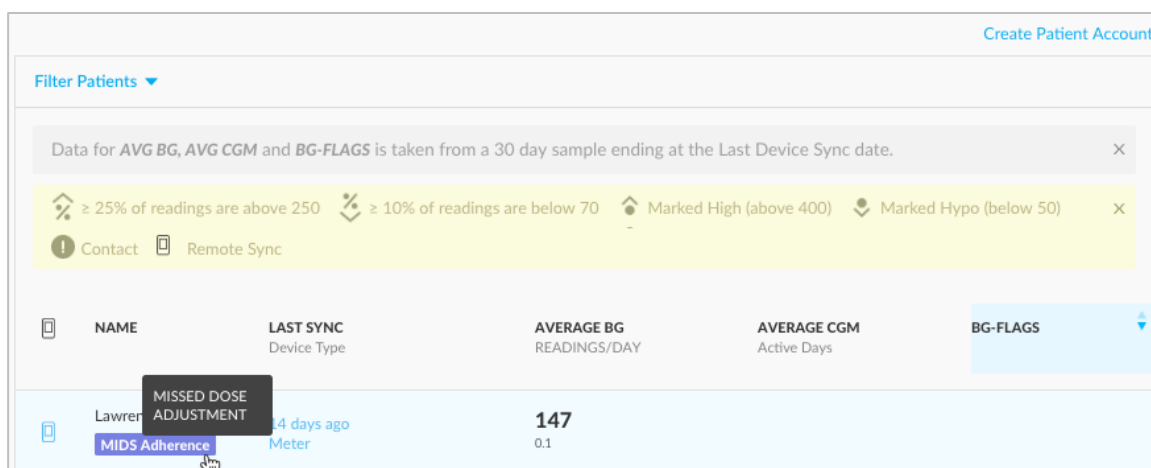 Create Patient Account
Filter Patients
Data for AVG BG, AVG CGM and BG-FLAGS is taken from a 30 day sample ending at the Last Device Sync date.
≥ 25% of readings are above 250 ≥ 10% of readings are below 70 Marked High (above 400) Marked Hypo (below 50)
Contact Remote Sync
NAME LAST SYNC AVERAGE BG AVERAGE CGM BG-FLAGS
Device Type READINGS/DAY Active Days
MISSED DOSE
ADJUSTMENT
14 days ago 147
MIDS Adherence Meter 0.1